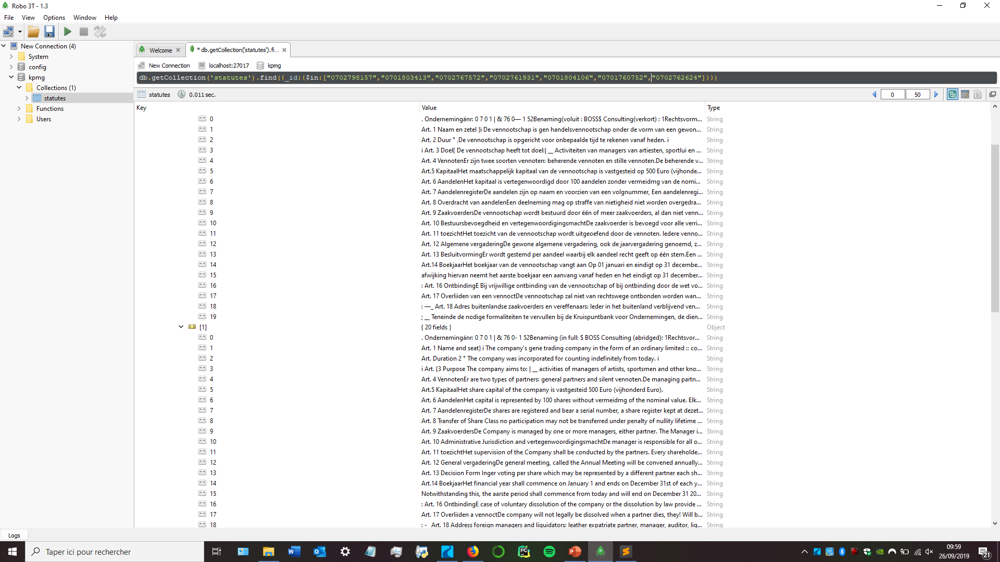 Robo 3T - 1.3
File View Options Window Help
New Connection (4)
System
config
kpmg
Collections (1)
statutes
Functions
Users
Welcome
* db.getCollection('statutes').fi...
New Connection localhost:27017 kpmg
db.getCollection('statutes').find({_id:{$in:["0702798157","0701803413","0702767572","0702761931","0701804106","0701760752","0702762624"]}})
statutes 0.011 sec.
0 50
Key Value Type
0 . Ondernemingánr: 0 7 0 1 | & 76 0— 1 52Benaming(voluit : BOSS$ Consulting(verkort) : 1Rechtsvorm... String
1 Art. 1 Naam en zetel }i De vennootschap is gen handelsvennootschap onder de vorm van een gewon... String
2 Art. 2 Duur ° ,De vennootschap is opgericht voor onbepaalde tijd te rekenen vanaf heden. i String
3 i Art. 3 Doel{ De vennootschap heeft tot doel:| __ Activiteiten van managers van artiesten, sportlui en ... String
4 Art. 4 VennotenEr zijn twee soorten vennoten: beherende vennoten en stille vennoten.De beherende v... String
5 Art.5 KapitaalHet maatschappelijk kapitaal van de vennootschap is vastgesteid op 500 Euro (vijhonde... String
6 Art. 6 AandelenHet kapitaal is vertegenwoordigd door 100 aandelen zonder vermeidmg van de nomi... String
7 Art. 7 AandelenregisterDe aandelen zijn op naam en voorzien van een volgnummer, Een aandelenregi... String
8 Art. 8 Overdracht van aandelenEen deelneming mag op straffe van nietigheid niet worden overgedra... String
9 Art. 9 ZaakvoerdersDe vennootschap wordt bestuurd door één of meer zaakvoerders, al dan niet venn... String
10 Art. 10 Bestuursbevoegdheid en vertegenwoordigingsmachtDe zaakvoerder is bevoegd voor alle verri... String
11 Art. 11 toezichtHet toezicht van de vennootschap wordt uitgeoefend door de vennoten. Iedere venno... String
12 Art. 12 Algemene vergaderingDe gewone algemene vergadering, ook de jaarvergadering genoemd, z... String
13 Art. 13 BesluitvormingEr wordt gestemd per aandeel waarbij elk aandeel recht geeft op één stem.Een ... String
14 Art.14 BoekjaarHet boekjaar van de vennootschap vangt aan Op 01 januari en eindigt op 31 decembe... String
15 afwijking hiervan neemt het aarste boekjaar een aanvang vanaf heden en het eindigt op 31 december... String
16 : Art. 16 OntbindingE Bij vrijwillige ontbinding van de vennootschap of bij ontbinding door de wet vo... String
17 Art. 17 Overliiden van een vennoctDe vennootschap zal niet van rechtswege ontbonden worden wan... String
18 : —_ Art. 18 Adres buitenlandse zaakvoerders en vereffenaars: leder in het buitenland verblijvend ven... String
19 ; __ Teneinde de nodige formaliteiten te vervullen bij de Kruispuntbank voor Ondernemingen, de dien... String
[1] { 20 fields } Object
0 . Ondernemingánr: 0 7 0 1 | & 76 0- 1 52Benaming (in full: $ BOSS Consulting (abridged): 1Rechtsvor... String
1 Art. 1 Name and seat} i The company's gene trading company in the form of an ordinary limited :: co... String
2 Art. Duration 2 ° The company was incorporated for counting indefinitely from today. i String
3 i Art. {3 Purpose The company aims to: | __ activities of managers of artists, sportsmen and other kno... String
4 Art. 4 VennotenEr are two types of partners: general partners and silent vennoten.De managing partn... String
5 Art.5 KapitaalHet share capital of the company is vastgesteid 500 Euro (vijhonderd Euro). String
6 Art. 6 AandelenHet capital is represented by 100 shares without vermeidmg of the nominal value. Elk... String
7 Art. 7 AandelenregisterDe shares are registered and bear a serial number, a share register kept at dezet... String
8 Art. 8 Transfer of Share Class no participation may not be transferred under penalty of nullity lifetime ... String
9 Art. 9 ZaakvoerdersDe Company is managed by one or more managers, either partner. The Manager i... String
10 Art. 10 Administrative Jurisdiction and vertegenwoordigingsmachtDe manager is responsible for all o... String
11 Art. 11 toezichtHet supervision of the Company shall be conducted by the partners. Every shareholde... String
12 Art. 12 General vergaderingDe general meeting, called the Annual Meeting will be convened annually... String
13 Art. 13 Decision Form Inger voting per share which may be represented by a different partner each sh... String
14 Art.14 BoekjaarHet financial year shall commence on January 1 and ends on December 31st of each y... String
15 Notwithstanding this, the aarste period shall commence from today and will end on December 31 20... String
16 : Art. 16 OntbindingE case of voluntary dissolution of the company or the dissolution by law provide ... String
17 Art. 17 Overliiden a vennoctDe company will not legally be dissolved when a partner dies, they! Will b... String
18 : - _ Art. 18 Address foreign managers and liquidators: leather expatriate partner, manager, auditor, liq... String
Logs
Taper ici pour rechercher
09:59
26/09/2019
21